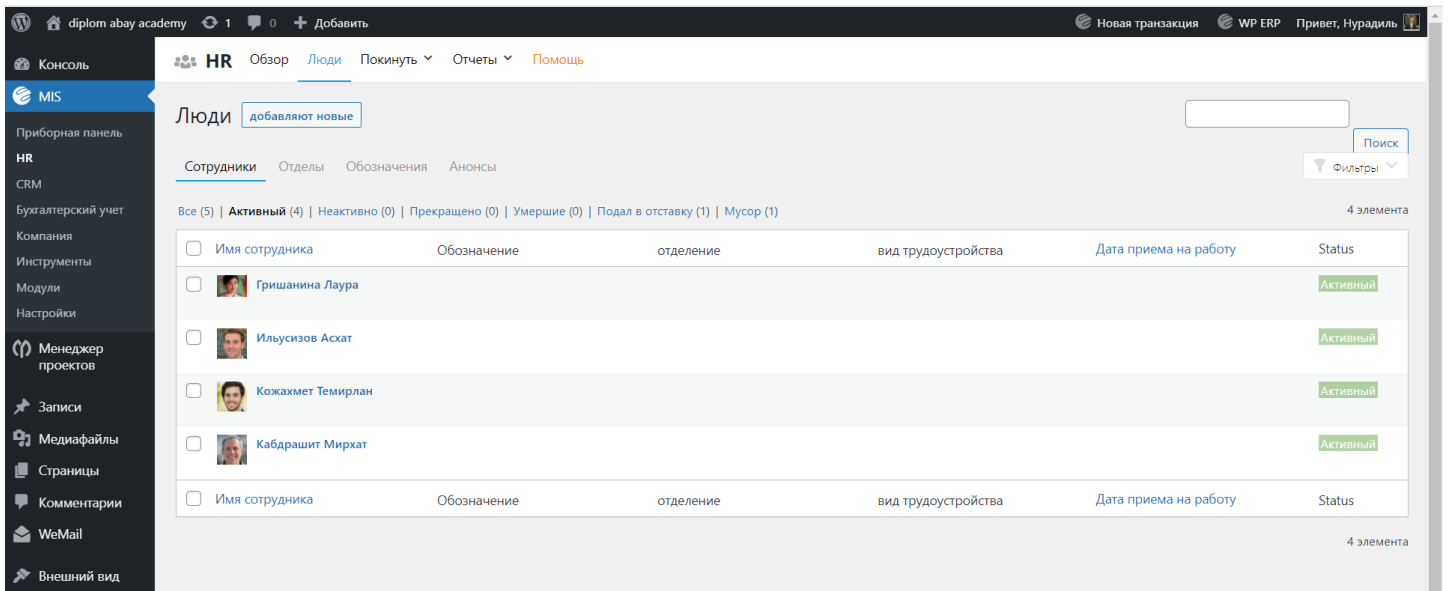 diplom abay academy 1 0 + Добавить Новая транзакция WP ERP Привет, Нурадиль
Консоль
MIS
Приборная панель
HR
CRM
Бухгалтерский учет
Компания
Инструменты
Модули
Настройки
Менеджер
проектов
Записи
Медиафайлы
Страницы
Комментарии
WeMail
Внешний вид
HR Обзор Люди Покинуть Отчеты Помощь
Люди добавляют новые
Поиск
Сотрудники Отделы Обозначения Анонсы
Фильтры
Все (5) | Активный (4) | Неактивно (0) | Прекращено (0) | Умершие (0) | Подал в отставку (1) | Мусор (1)
4 элемента
Имя сотрудника Обозначение отделение вид трудоустройства Дата приема на работу Status
Гришанина Лаура Активный
Ильусизов Асхат Активный
Кожахмет Темирлан Активный
Кабдрашит Мирхат Активный
Имя сотрудника Обозначение отделение вид трудоустройства Дата приема на работу Status
4 элемента